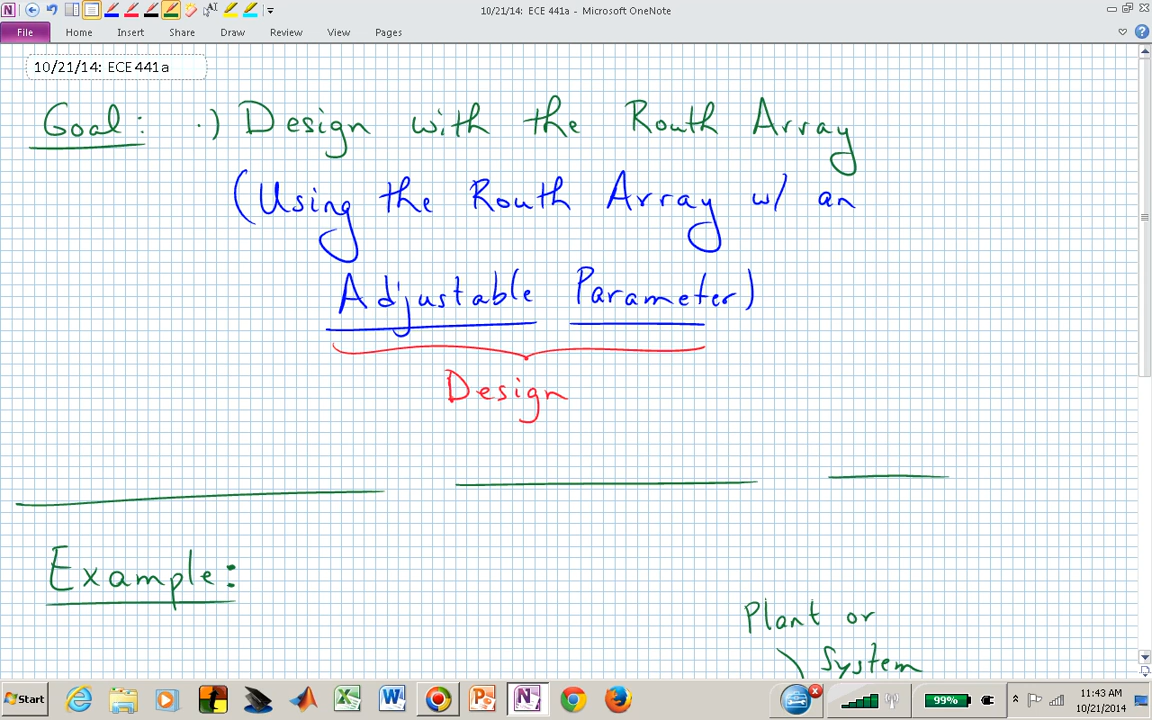 10/21/14: ECE 441a - Microsoft OneNote
File Home Insert Share Draw Review View Pages
10/21/14: ECE 441a
Goal: ·) Design with the Routh Array
(Using the Routh Array w/ an
Adjustable Parameter)
Design
Example:
Plant or
System
Start
99%
11:43 AM
10/21/2014